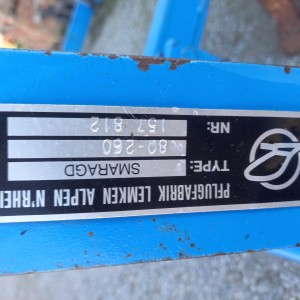 PFLUGFABRIK LEMKEN ALPEN N'RHEI
TYPE: SMARAGD
80-260
NR: 157 812